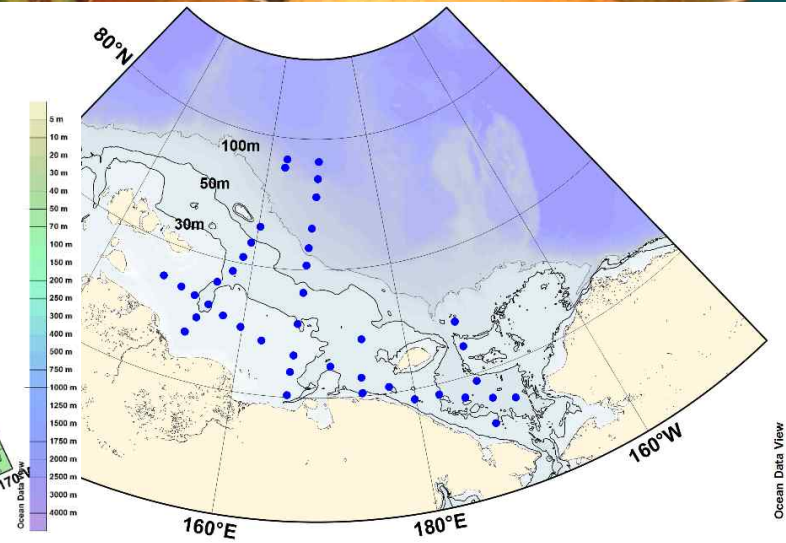 80°N
5 m
10 m
20 m
30 m
40 m
50 m
70 m
100 m
150 m
200 m
250 m
300 m
400 m
500 m
750 m
1000 m
1250 m
1500 m
1750 m
2000 m
2500 m
3000 m
4000 m
100m
50m
30m
170°W
Ocean Data View
160°E
180°E
160°W
Ocean Data View